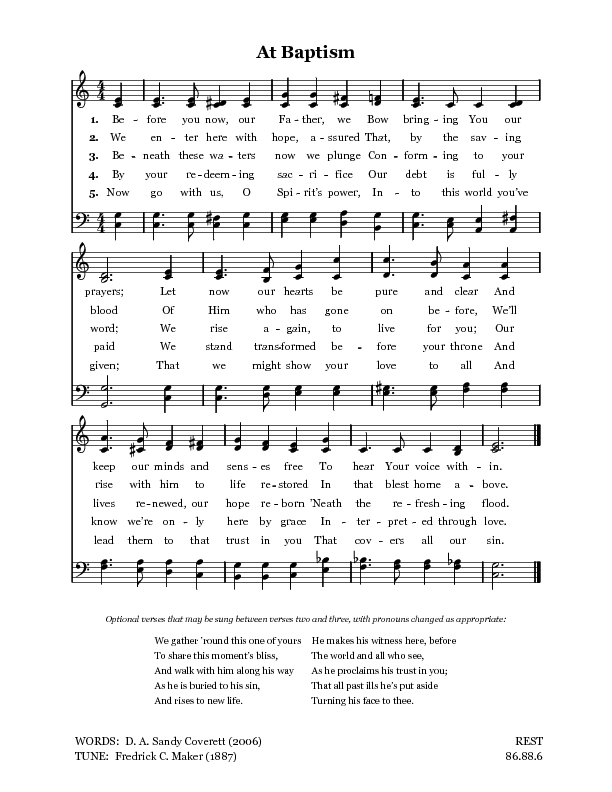 At Baptism
1. Be - fore you now, our Fa - ther, we Bow bring - ing You our
2. We en - ter here with hope, a - ssured That, by the sav - ing
3. Be - neath these wa - ters now we plunge Con - form - ing to your
4. By your re - deem - ing sac - ri - fice Our debt is ful - ly
5. Now go with us, O Spi - rit's power, In - to this world you've
prayers; Let now our hearts be pure and clear And
blood Of Him who has gone on be - fore, We'll
word; We rise a - gain, to live for you; Our
paid We stand trans-formed be - fore your throne And
given; That we might show your love to all And
keep our minds and sens - es free To hear Your voice with - in.
rise with him to life re - stored In that blest home a - bove.
lives re - newed, our hope re - born 'Neath the re - fresh - ing flood.
know we're on - ly here by grace In - ter - pret - ed through love.
lead them to that trust in you That cov - ers all our sin.
Optional verses that may be sung between verses two and three, with pronouns changed as appropriate:
We gather 'round this one of yours
To share this moment's bliss,
And walk with him along his way
As he is buried to his sin,
And rises to new life.
He makes his witness here, before
The world and all who see,
As he proclaims his trust in you;
That all past ills he's put aside
Turning his face to thee.
WORDS: D. A. Sandy Coverett (2006) REST
TUNE: Fredrick C. Maker (1887) 86.88.6